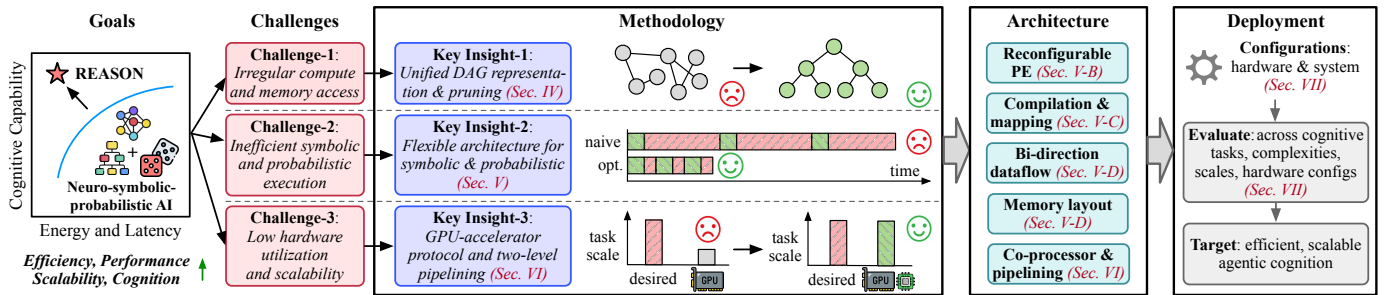 Goals
Cognitive Capability
REASON
+
Neuro-symbolic-
probabilistic AI
Energy and Latency
Efficiency, Performance
Scalability, Cognition
Challenges
Challenge-1:
Irregular compute
and memory access
Challenge-2:
Inefficient symbolic
and probabilistic
execution
Challenge-3:
Low hardware
utilization
and scalability
Methodology
Key Insight-1:
Unified DAG representa-
tion & pruning (Sec. IV)
Key Insight-2:
Flexible architecture for
symbolic & probabilistic
(Sec. V)
naive
opt.
time
Key Insight-3:
GPU-accelerator
protocol and two-level
pipelining (Sec. VI)
task
scale
desired
GPU
task
scale
desired
GPU
Architecture
Reconfigurable
PE (Sec. V-B)
Compilation &
mapping (Sec. V-C)
Bi-direction
dataflow (Sec. V-D)
Memory layout
(Sec. V-D)
Co-processor &
pipelining (Sec. VI)
Deployment
Configurations:
hardware & system
(Sec. VII)
Evaluate: across cognitive
tasks, complexities,
scales, hardware configs
(Sec. VII)
Target: efficient, scalable
agentic cognition